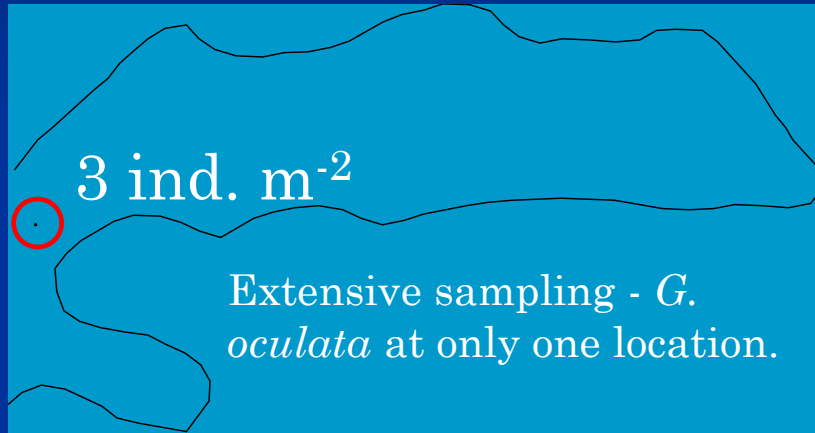 3 ind. m⁻²
Extensive sampling - G.
oculata at only one location.